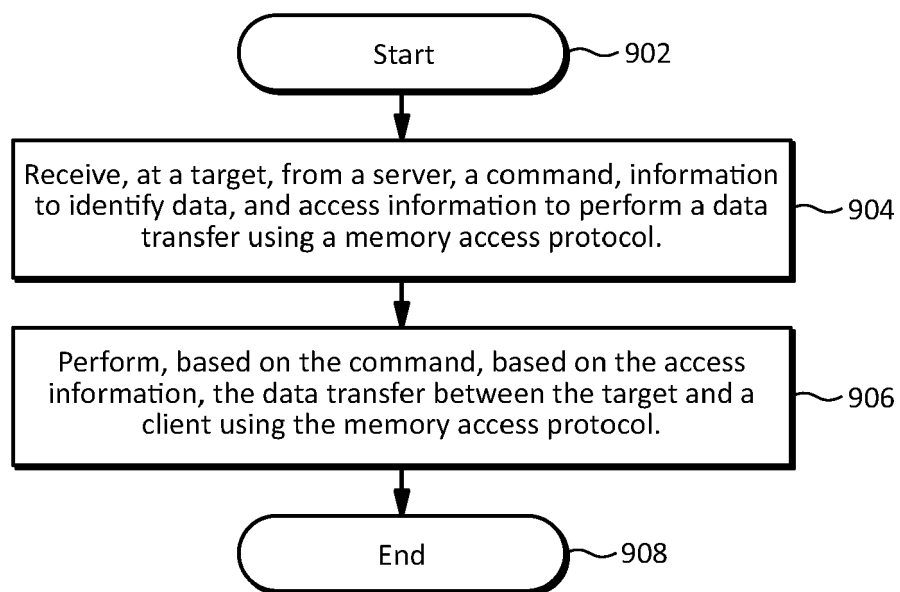 Start
902
Receive, at a target, from a server, a command, information
to identify data, and access information to perform a data
transfer using a memory access protocol.
904
Perform, based on the command, based on the access
information, the data transfer between the target and a
client using the memory access protocol.
906
End
908